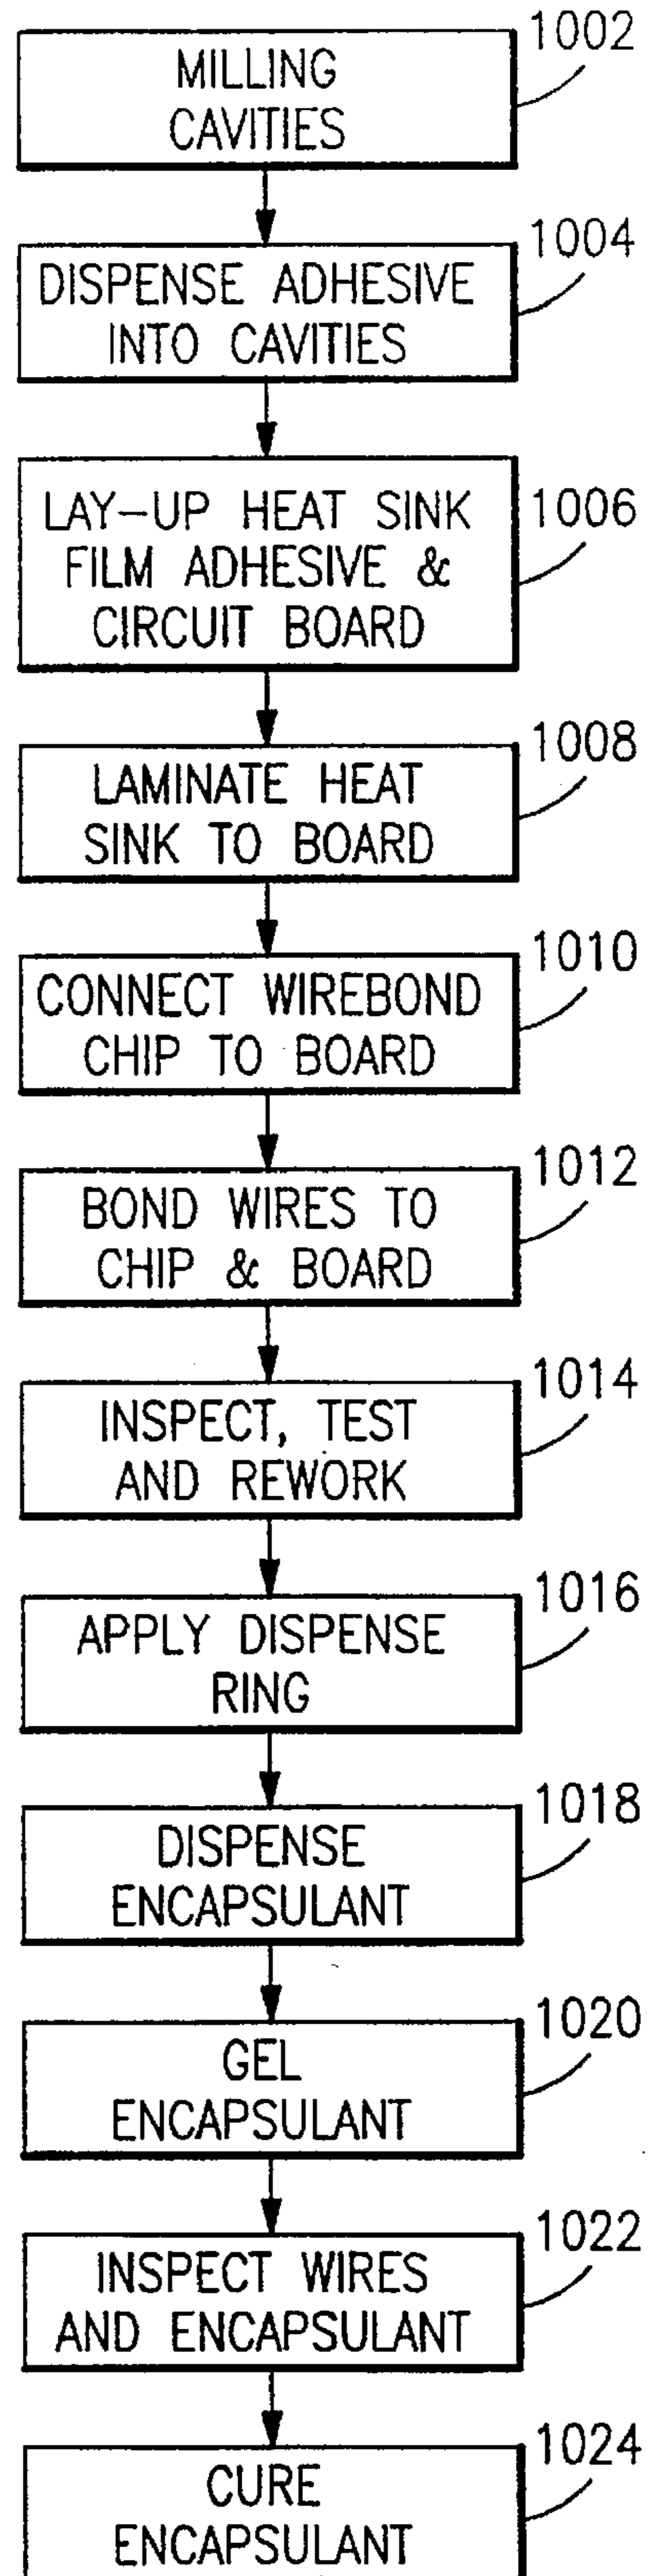 1002
MILLING
CAVITIES
1004
DISPENSE ADHESIVE
INTO CAVITIES
1006
LAY-UP HEAT SINK
FILM ADHESIVE &
CIRCUIT BOARD
1008
LAMINATE HEAT
SINK TO BOARD
1010
CONNECT WIREBOND
CHIP TO BOARD
1012
BOND WIRES TO
CHIP & BOARD
1014
INSPECT, TEST
AND REWORK
1016
APPLY DISPENSE
RING
1018
DISPENSE
ENCAPSULANT
1020
GEL
ENCAPSULANT
1022
INSPECT WIRES
AND ENCAPSULANT
1024
CURE
ENCAPSULANT